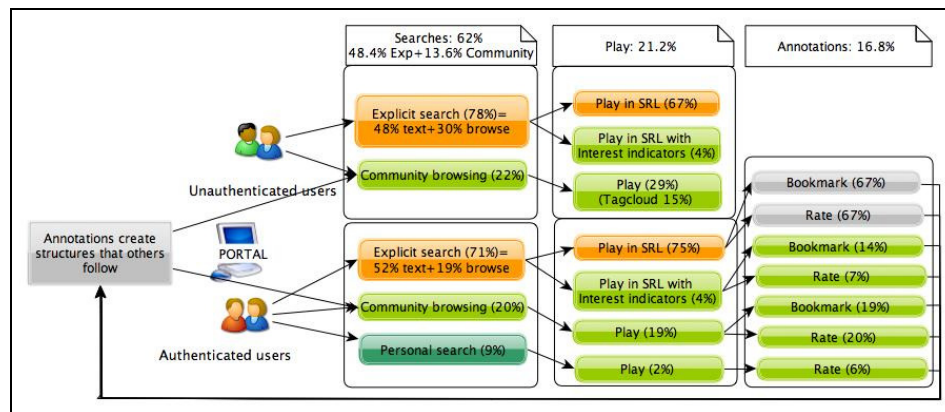 Searches: 62%
48.4% Exp+13.6% Community
Play: 21.2%
Annotations: 16.8%
Explicit search (78%)=
48% text+30% browse
Community browsing (22%)
Play in SRL (67%)
Play in SRL with
Interest indicators (4%)
Play (29%)
(Tagcloud 15%)
Unauthenticated users
Annotations create
structures that others
follow
PORTAL
Authenticated users
Explicit search (71%)=
52% text+19% browse
Community browsing (20%)
Personal search (9%)
Play in SRL (75%)
Play in SRL with
Interest indicators (4%)
Play (19%)
Play (2%)
Bookmark (67%)
Rate (67%)
Bookmark (14%)
Rate (7%)
Bookmark (19%)
Rate (20%)
Rate (6%)